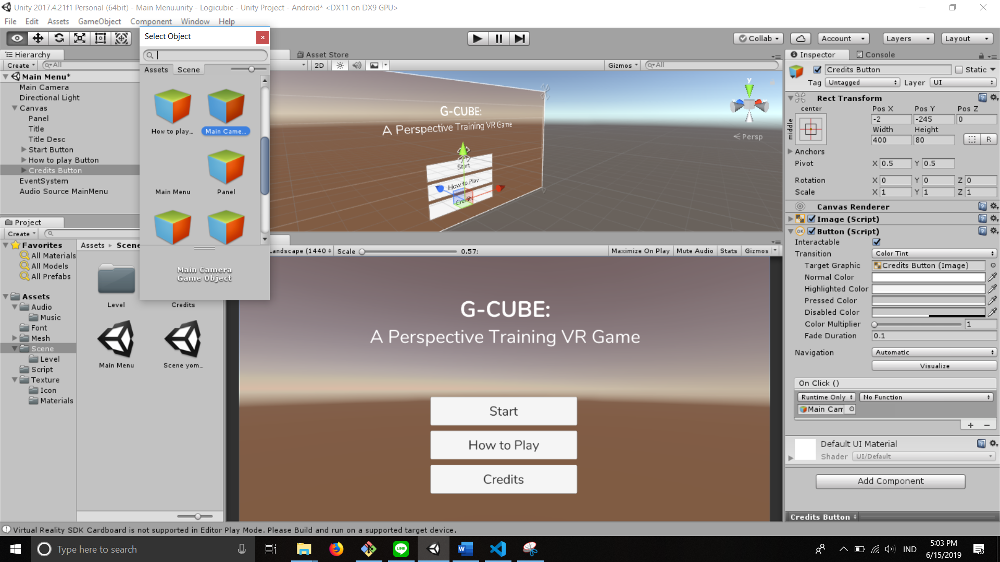 Unity 2017.4.21f1 Personal (64bit) - Main Menu.unity - Logicubic - Unity Project - Android* <DX11 on DX9 GPU>
File Edit Assets GameObject Component Window Help
Select Object
Assets Scene
How to play...
Main Came...
Main Menu
Panel
Main Camera
Game Object
Collab
Account
Layers
Layout
Hierarchy
Create
All
Main Menu*
Main Camera
Directional Light
Canvas
Panel
Title
Title Desc
Start Button
How to play Button
Credits Button
EventSystem
Audio Source MainMenu
Asset Store
2D
Gizmos
All
G-CUBE:
A Perspective Training VR Game
Start
How to Play
Credits
y
Persp
Project
Create
Favorites
All Materials
All Models
All Prefabs
Assets
Audio
Music
Font
Mesh
Scene
Level
Script
Texture
Icon
Materials
Assets Scene
Level
Credits
Main Menu
Scene yom...
Landscape (1440 Scale 0.57: Maximize On Play Mute Audio Stats Gizmos
G-CUBE:
A Perspective Training VR Game
Start
How to Play
Credits
Inspector Console
Credits Button Static
Tag Untagged Layer UI
Rect Transform
center
middle
Pos X Pos Y Pos Z
-2 -245 0
Width Height
400 80 R
Anchors
Pivot X 0.5 Y 0.5
Rotation X 0 Y 0 Z 0
Scale X 1 Y 1 Z 1
Canvas Renderer
Image (Script)
OK Button (Script)
Interactable
Transition Color Tint
Target Graphic Credits Button (Image)
Normal Color
Highlighted Color
Pressed Color
Disabled Color
Color Multiplier 1
Fade Duration 0.1
Navigation Automatic
Visualize
On Click ()
Runtime Only No Function
Main Cam
+ −
Default UI Material
Shader UI/Default
Add Component
Credits Button
Virtual Reality SDK Cardboard is not supported in Editor Play Mode. Please Build and run on a supported target device.
Type here to search
LINE
IND
5:03 PM
6/15/2019